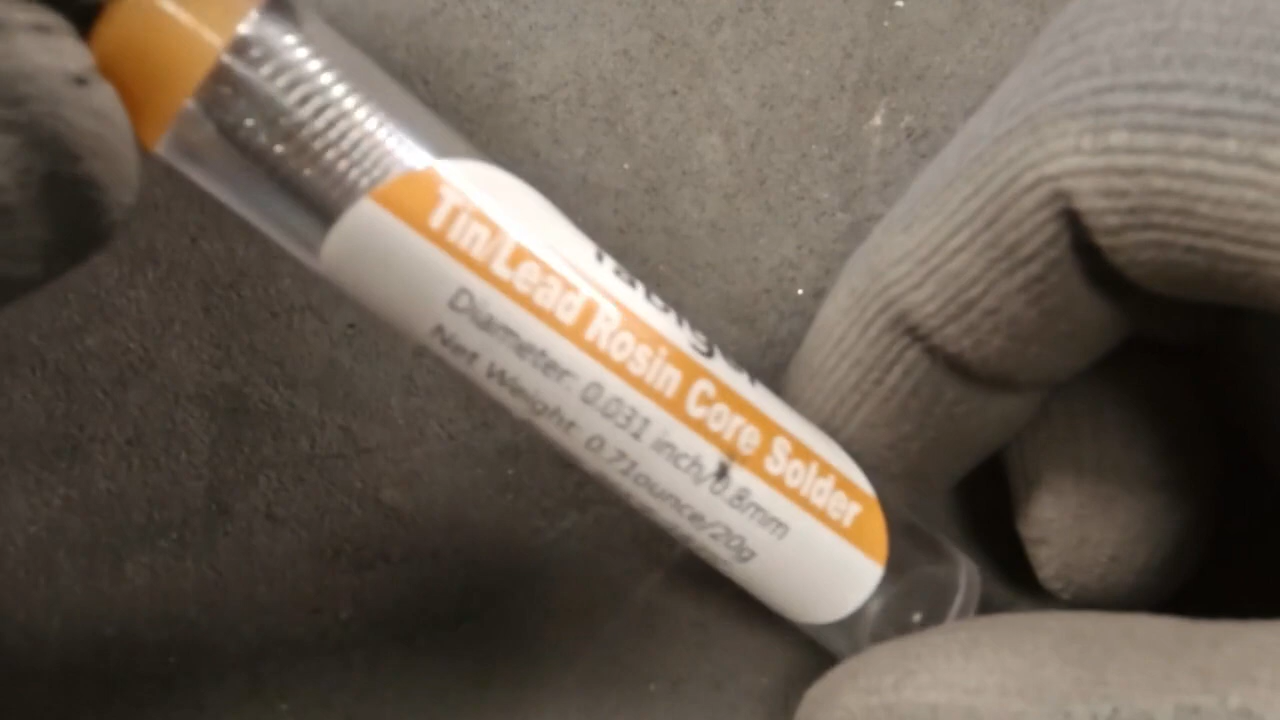 Tin/Lead Rosin Core Solder
Diameter: 0.031 inch/0.8mm
Net Weight: 0.71ounce/20g